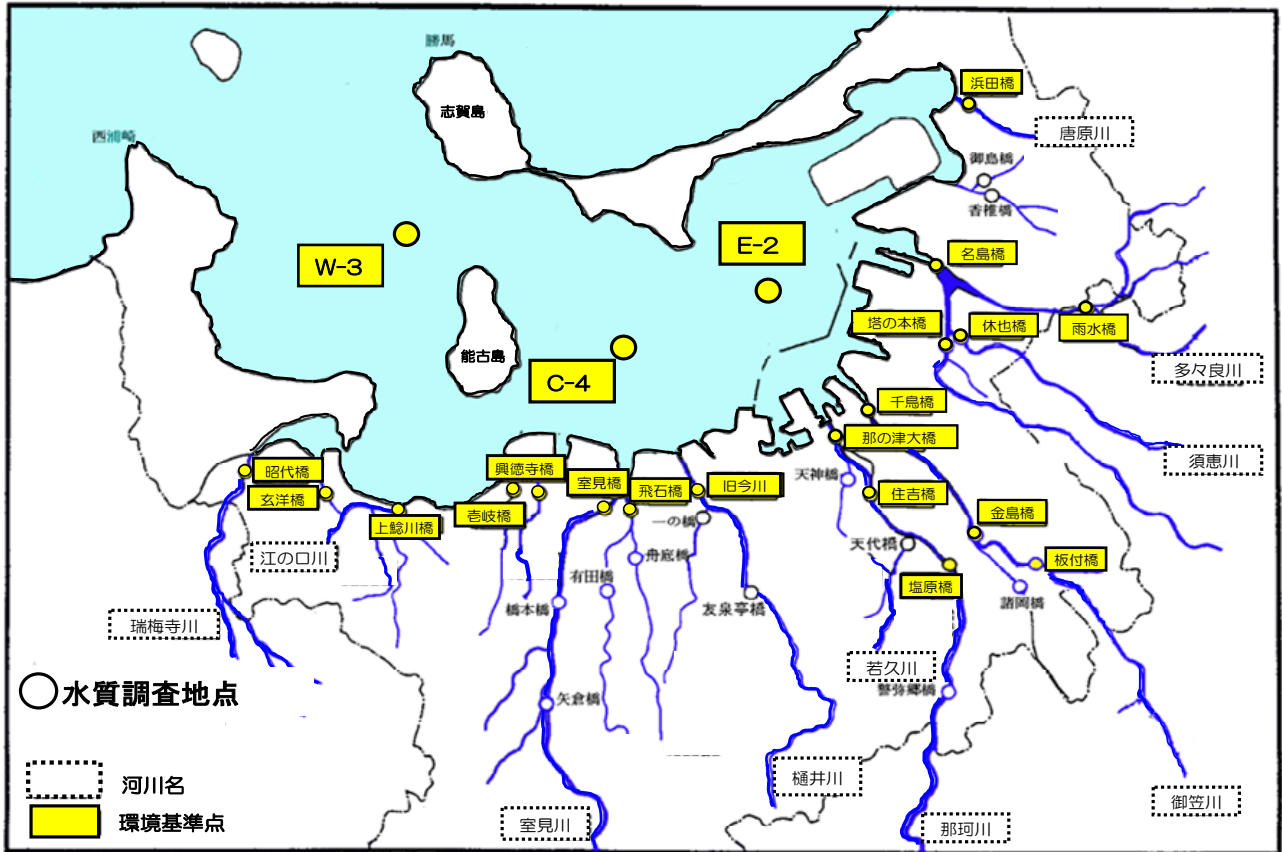 勝馬
志賀島
西浦崎
浜田橋
唐原川
御島橋
香椎橋
W-3
E-2
名島橋
塔の本橋
休也橋
雨水橋
能古島
C-4
多々良川
千鳥橋
那の津大橋
須恵川
昭代橋
玄洋橋
上鯰川橋
興徳寺橋
壱岐橋
室見橋
飛石橋
旧今川
一の橋
天神橋
住吉橋
金島橋
江の口川
舟底橋
有田橋
橋本橋
友泉亭橋
天代橋
塩原橋
板付橋
諸岡橋
瑞梅寺川
若久川
警弥郷橋
水質調査地点
矢倉橋
河川名
環境基準点
室見川
樋井川
那珂川
御笠川